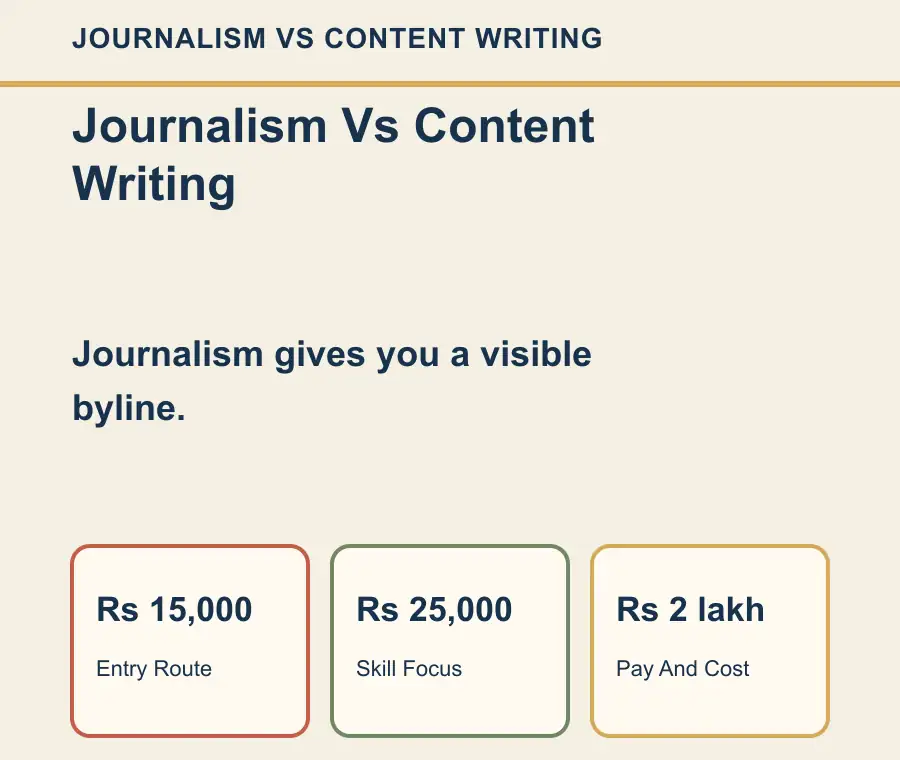 JOURNALISM VS CONTENT WRITING
Journalism Vs Content
Writing
Journalism gives you a visible
byline.
Rs 15,000
Entry Route
Rs 25,000
Skill Focus
Rs 2 lakh
Pay And Cost